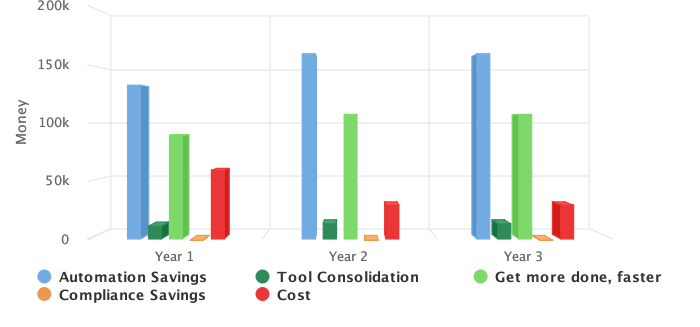 200k
150k
100k
50k
0
Money
Year 1 Year 2 Year 3
Automation Savings Tool Consolidation Get more done, faster
Compliance Savings Cost